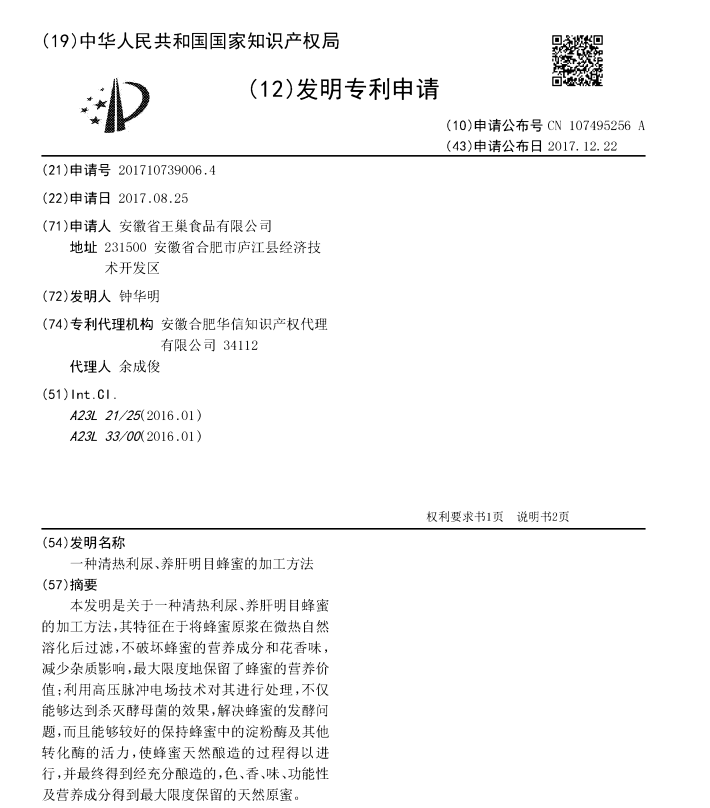 (19)中华人民共和国国家知识产权局
(12)发明专利申请
(10)申请公布号 CN 107495256 A
(43)申请公布日 2017.12.22
(21)申请号 201710739006.4
(22)申请日 2017.08.25
(71)申请人 安徽省王巢食品有限公司
地址 231500 安徽省合肥市庐江县经济技
术开发区
(72)发明人 钟华明
(74)专利代理机构 安徽合肥华信知识产权代理
有限公司 34112
代理人 余成俊
(51)Int.Cl.
A23L 21/25(2016.01)
A23L 33/00(2016.01)
权利要求书1页 说明书2页
(54)发明名称
一种清热利尿、养肝明目蜂蜜的加工方法
(57)摘要
本发明是关于一种清热利尿、养肝明目蜂蜜
的加工方法,其特征在于将蜂蜜原浆在微热自然
溶化后过滤,不破坏蜂蜜的营养成分和花香味,
减少杂质影响,最大限度地保留了蜂蜜的营养价
值;利用高压脉冲电场技术对其进行处理,不仅
能够达到杀灭酵母菌的效果,解决蜂蜜的发酵问
题,而且能够较好的保持蜂蜜中的淀粉酶及其他
转化酶的活力,使蜂蜜天然酿造的过程得以进
行,并最终得到经充分酿造的,色、香、味、功能性
及营养成分得到最大限度保留的天然原蜜。